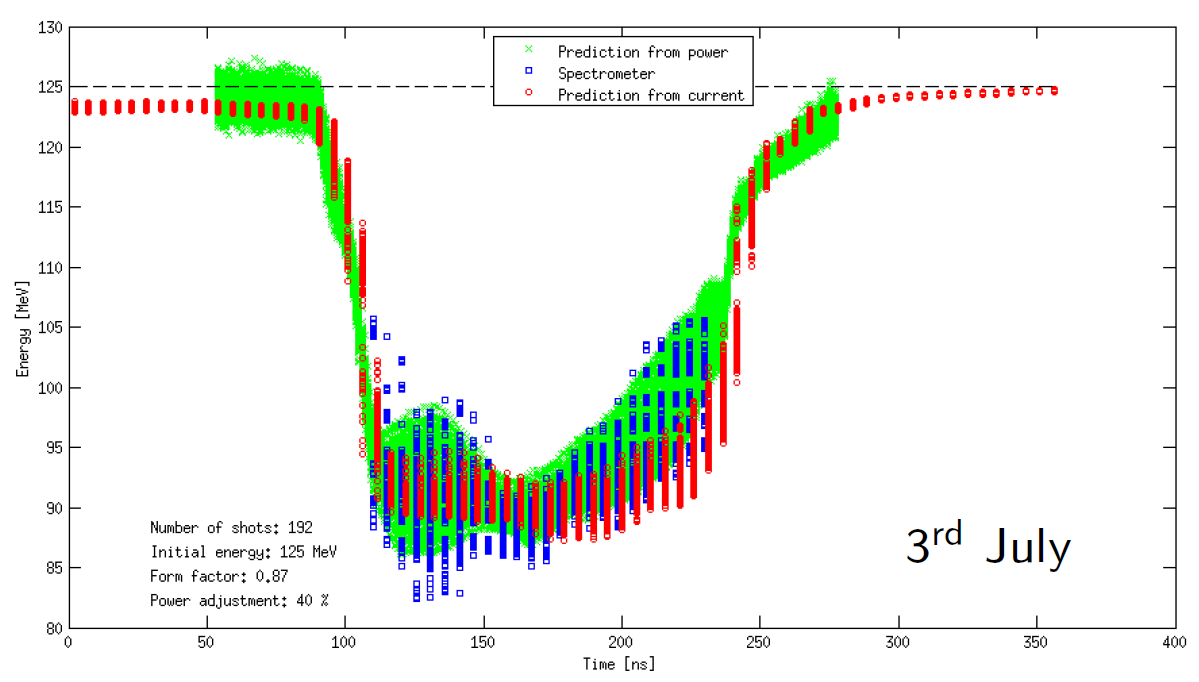 130
125
120
115
110
105
100
95
90
85
80
Energy [MeV]
Prediction from power
Spectrometer
Prediction from current
Number of shots: 192
Initial energy: 125 MeV
Form factor: 0.87
Power adjustment: 40 %
3rd July
0 50 100 150 200 250 300 350 400
Time [ns]